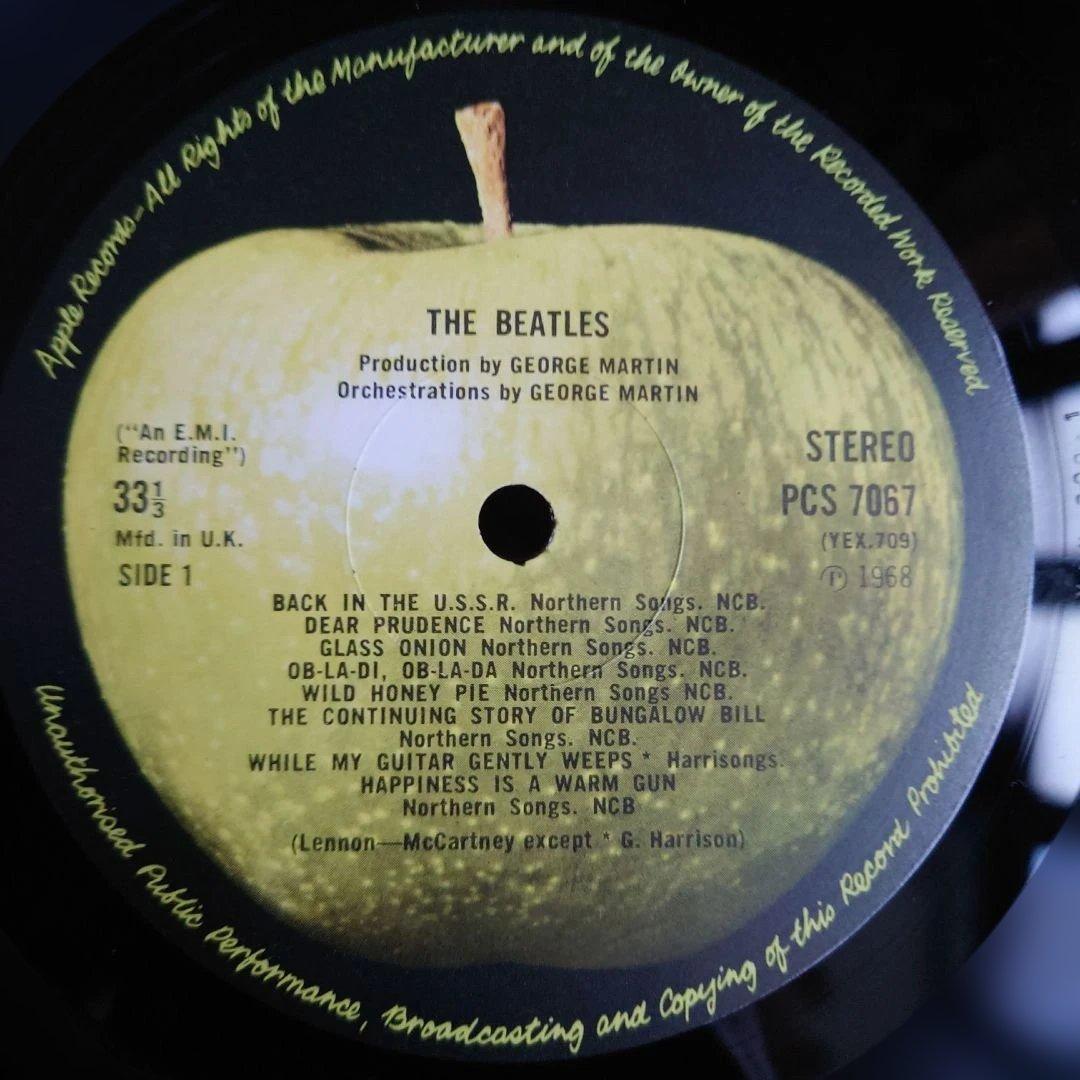 Apple Records-All Rights of the Manufacturer and of the Owner of the Recorded Work Reserved
THE BEATLES
Production by GEORGE MARTIN
Orchestrations by GEORGE MARTIN
("An E.M.I.
Recording")
33⅓
Mfd. in U.K.
SIDE 1
STEREO
PCS 7067
(YEX.709)
℗ 1968
BACK IN THE U.S.S.R. Northern Songs. NCB.
DEAR PRUDENCE Northern Songs. NCB.
GLASS ONION Northern Songs. NCB.
OB-LA-DI, OB-LA-DA Northern Songs. NCB.
WILD HONEY PIE Northern Songs NCB.
THE CONTINUING STORY OF BUNGALOW BILL
Northern Songs. NCB.
WHILE MY GUITAR GENTLY WEEPS * Harrisongs.
HAPPINESS IS A WARM GUN
Northern Songs. NCB
(Lennon—McCartney except * G. Harrison)
Unauthorised Public Performance, Broadcasting and Copying of this Record Prohibited